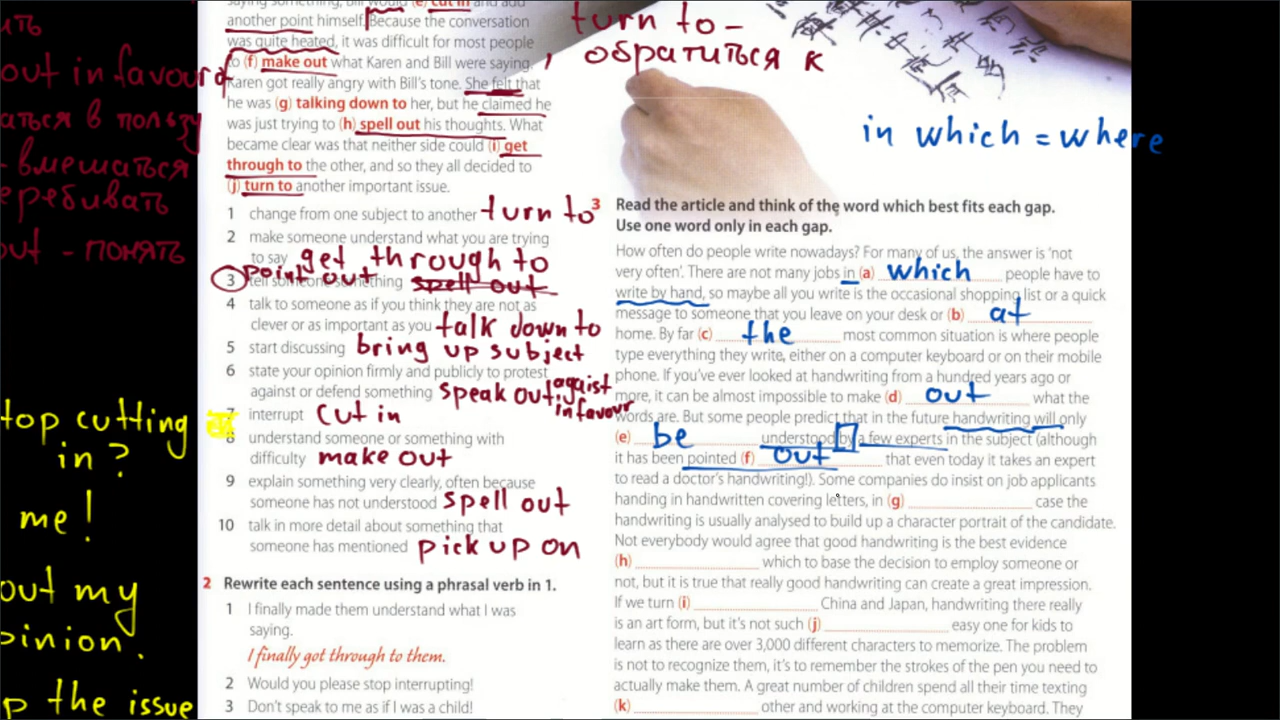 ить
out in favour of
аться в пользу
- вмешаться
еребивать
out - понять
top cutting
in?
me!
out my
pinion.
p the issue
saying something, Bill would (e) cut in and add
another point himself. Because the conversation
was quite heated, it was difficult for most people
to (f) make out what Karen and Bill were saying.
Karen got really angry with Bill's tone. She felt that
he was (g) talking down to her, but he claimed he
was just trying to (h) spell out his thoughts. What
became clear was that neither side could (i) get
through to the other, and so they all decided to
(j) turn to another important issue.
turn to -
, обратиться к
in which = where
1 change from one subject to another turn to
2 make someone understand what you are trying
to say get through to
3 tell someone something point out spell out
4 talk to someone as if you think they are not as
clever or as important as you talk down to
5 start discussing bring up subject
6 state your opinion firmly and publicly to protest
against or defend something speak out agaist
in favour
7 interrupt cut in
8 understand someone or something with
difficulty make out
9 explain something very clearly, often because
someone has not understood spell out
10 talk in more detail about something that
someone has mentioned pick up on
2 Rewrite each sentence using a phrasal verb in 1.
1 I finally made them understand what I was
saying.
I finally got through to them.
2 Would you please stop interrupting!
3 Don't speak to me as if I was a child!
3 Read the article and think of the word which best fits each gap.
Use one word only in each gap.
How often do people write nowadays? For many of us, the answer is 'not
very often'. There are not many jobs in (a) which people have to
write by hand, so maybe all you write is the occasional shopping list or a quick
message to someone that you leave on your desk or (b) at
home. By far (c) the most common situation is where people
type everything they write, either on a computer keyboard or on their mobile
phone. If you've ever looked at handwriting from a hundred years ago or
more, it can be almost impossible to make (d) out what the
words are. But some people predict that in the future handwriting will only
(e) be understood by a few experts in the subject (although
it has been pointed (f) out that even today it takes an expert
to read a doctor's handwriting!). Some companies do insist on job applicants
handing in handwritten covering letters, in (g) case the
handwriting is usually analysed to build up a character portrait of the candidate.
Not everybody would agree that good handwriting is the best evidence
(h) which to base the decision to employ someone or
not, but it is true that really good handwriting can create a great impression.
If we turn (i) China and Japan, handwriting there really
is an art form, but it's not such (j) easy one for kids to
learn as there are over 3,000 different characters to memorize. The problem
is not to recognize them, it's to remember the strokes of the pen you need to
actually make them. A great number of children spend all their time texting
(k) other and working at the computer keyboard. They